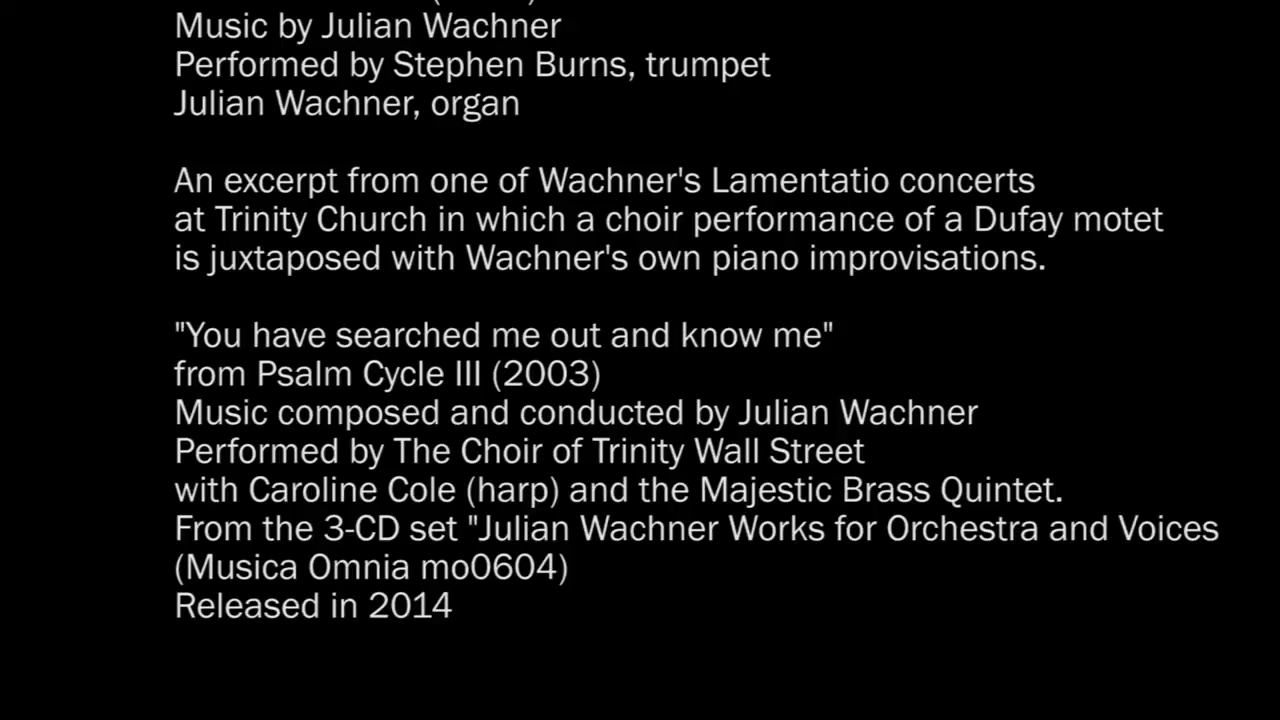 Music by Julian Wachner
Performed by Stephen Burns, trumpet
Julian Wachner, organ
An excerpt from one of Wachner's Lamentatio concerts
at Trinity Church in which a choir performance of a Dufay motet
is juxtaposed with Wachner's own piano improvisations.
"You have searched me out and know me"
from Psalm Cycle III (2003)
Music composed and conducted by Julian Wachner
Performed by The Choir of Trinity Wall Street
with Caroline Cole (harp) and the Majestic Brass Quintet.
From the 3-CD set "Julian Wachner Works for Orchestra and Voices
(Musica Omnia mo0604)
Released in 2014